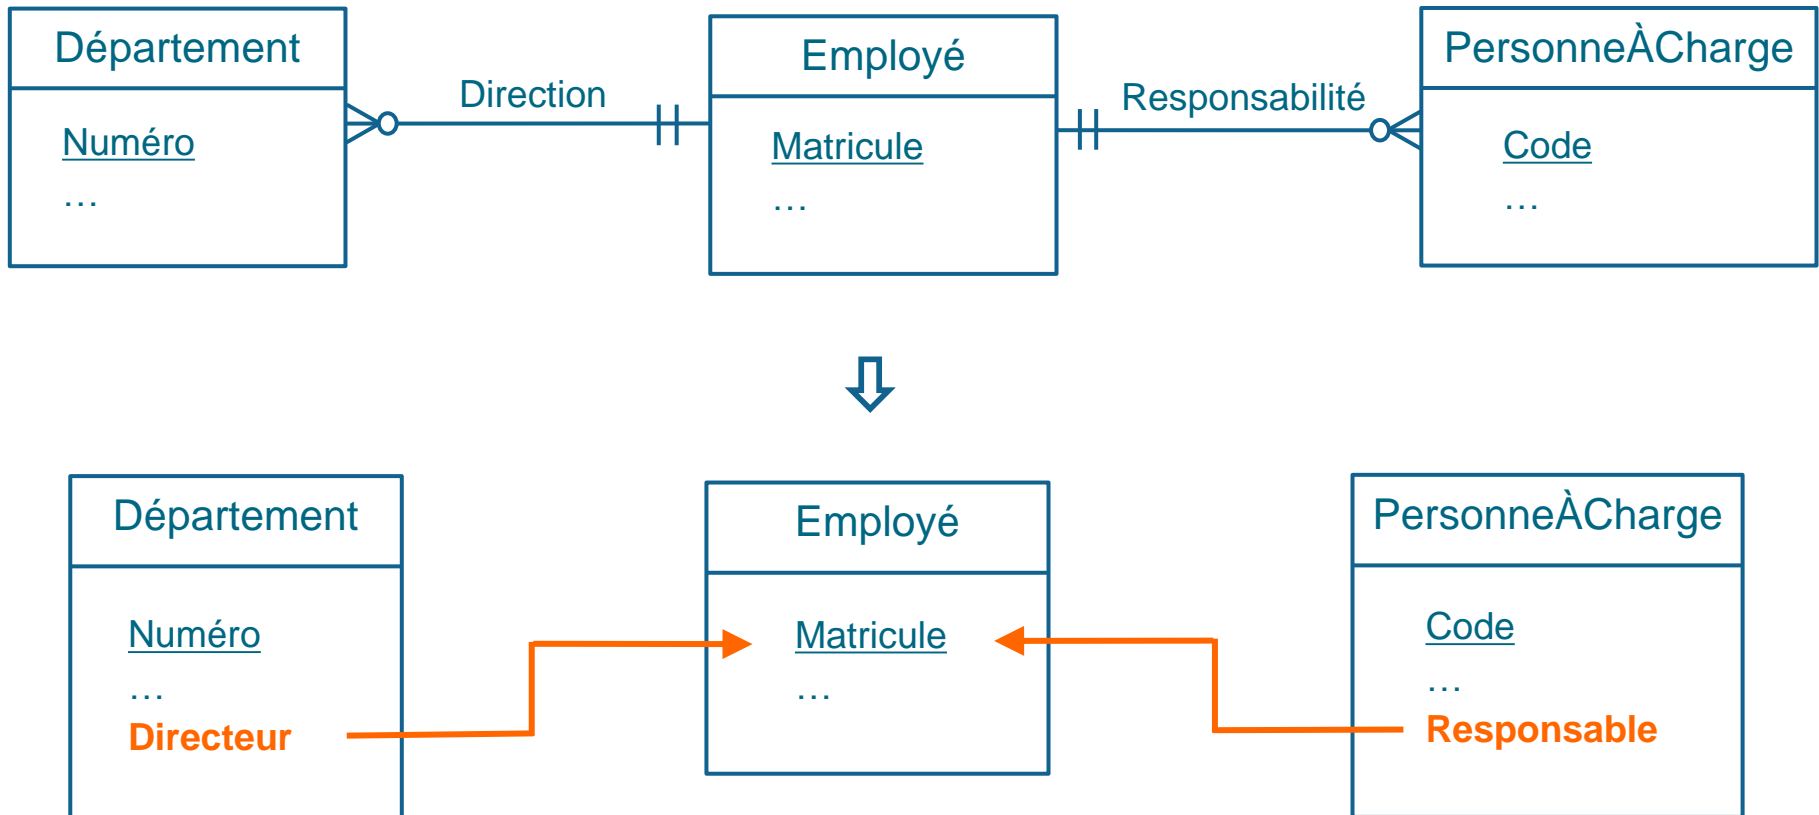 Département
Employé
PersonneÀCharge
Direction
Responsabilité
Numéro
Matricule
Code
…
…
…
Département
Employé
PersonneÀCharge
Numéro
Matricule
Code
…
…
…
Directeur
Responsable